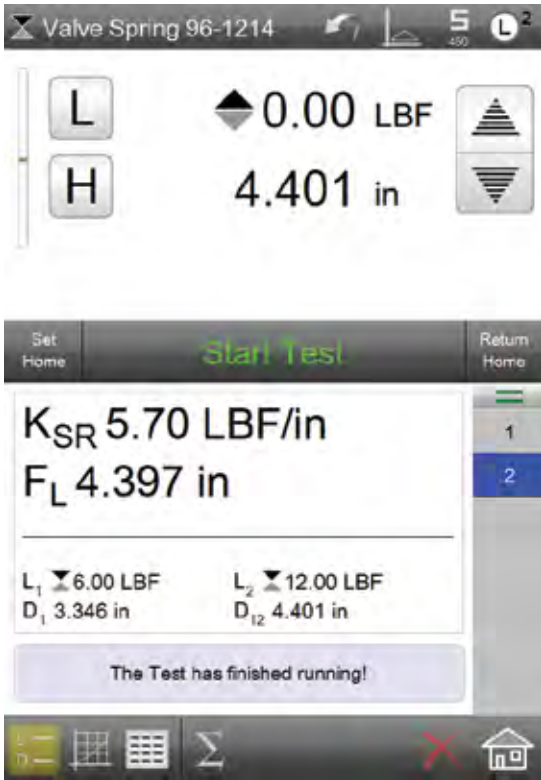 Valve Spring 96-1214
5
450
L 2
L
0.00 LBF
H
4.401 in
Set Home
Start Test
Return Home
KSR 5.70 LBF/in
FL 4.397 in
1
2
L1 6.00 LBF
L2 12.00 LBF
D1 3.346 in
D12 4.401 in
The Test has finished running!
L
D
Σ